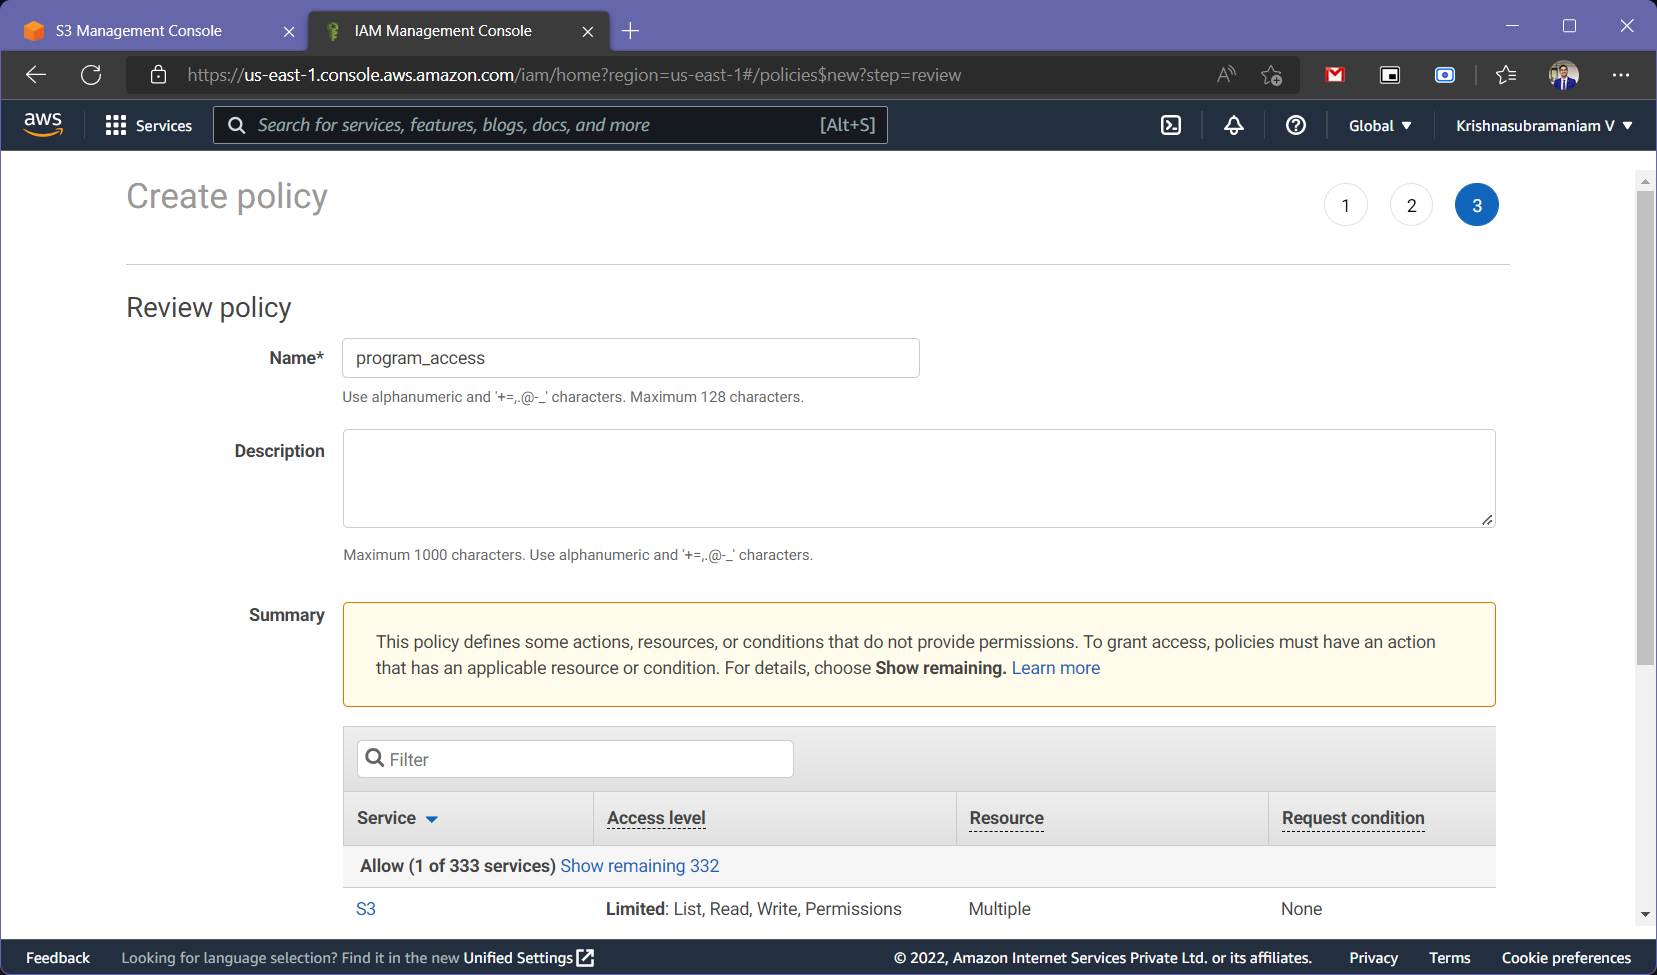 S3 Management Console
IAM Management Console
https://us-east-1.console.aws.amazon.com/iam/home?region=us-east-1#/policies$new?step=review
aws
Services
Search for services, features, blogs, docs, and more
[Alt+S]
Global
Krishnasubramaniam V
Create policy
1
2
3
Review policy
Name*
program_access
Use alphanumeric and '+=,.@-_' characters. Maximum 128 characters.
Description
Maximum 1000 characters. Use alphanumeric and '+=,.@-_' characters.
Summary
This policy defines some actions, resources, or conditions that do not provide permissions. To grant access, policies must have an action
that has an applicable resource or condition. For details, choose Show remaining. Learn more
Filter
Service
Access level
Resource
Request condition
Allow (1 of 333 services) Show remaining 332
S3
Limited: List, Read, Write, Permissions
Multiple
None
Feedback
Looking for language selection? Find it in the new Unified Settings
© 2022, Amazon Internet Services Private Ltd. or its affiliates.
Privacy
Terms
Cookie preferences